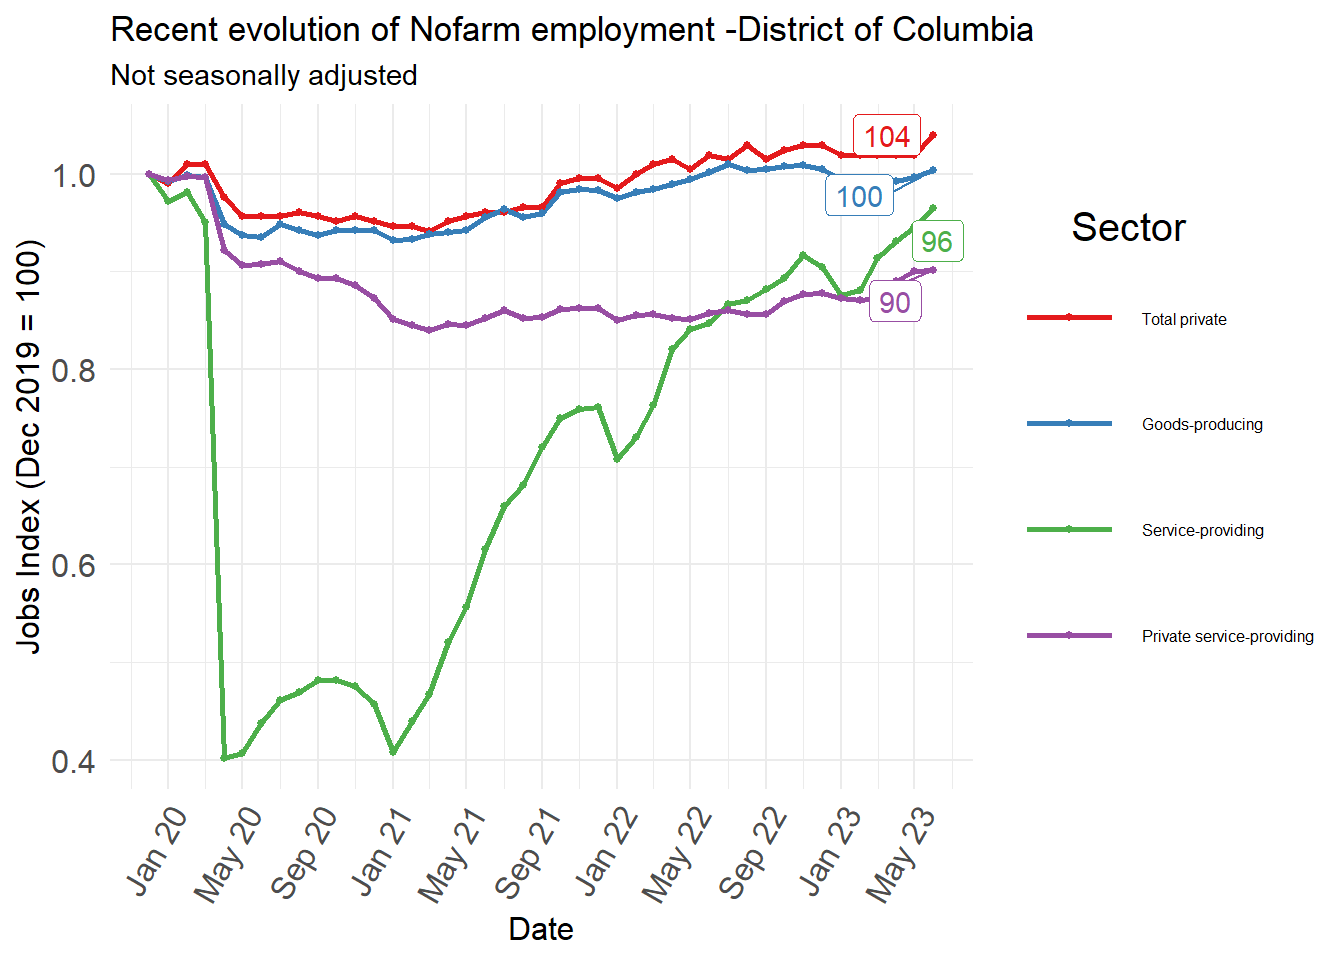 Recent evolution of Nofarm employment -District of Columbia
Not seasonally adjusted
Jobs Index (Dec 2019 = 100)
1.0
0.8
0.6
0.4
104
100
96
90
Jan 20
May 20
Sep 20
Jan 21
May 21
Sep 21
Jan 22
May 22
Sep 22
Jan 23
May 23
Date
Sector
Total private
Goods-producing
Service-providing
Private service-providing